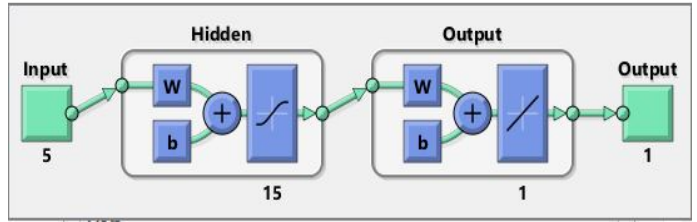 Hidden Output
Input Output
W W
+ +
b b
5 1
15 1